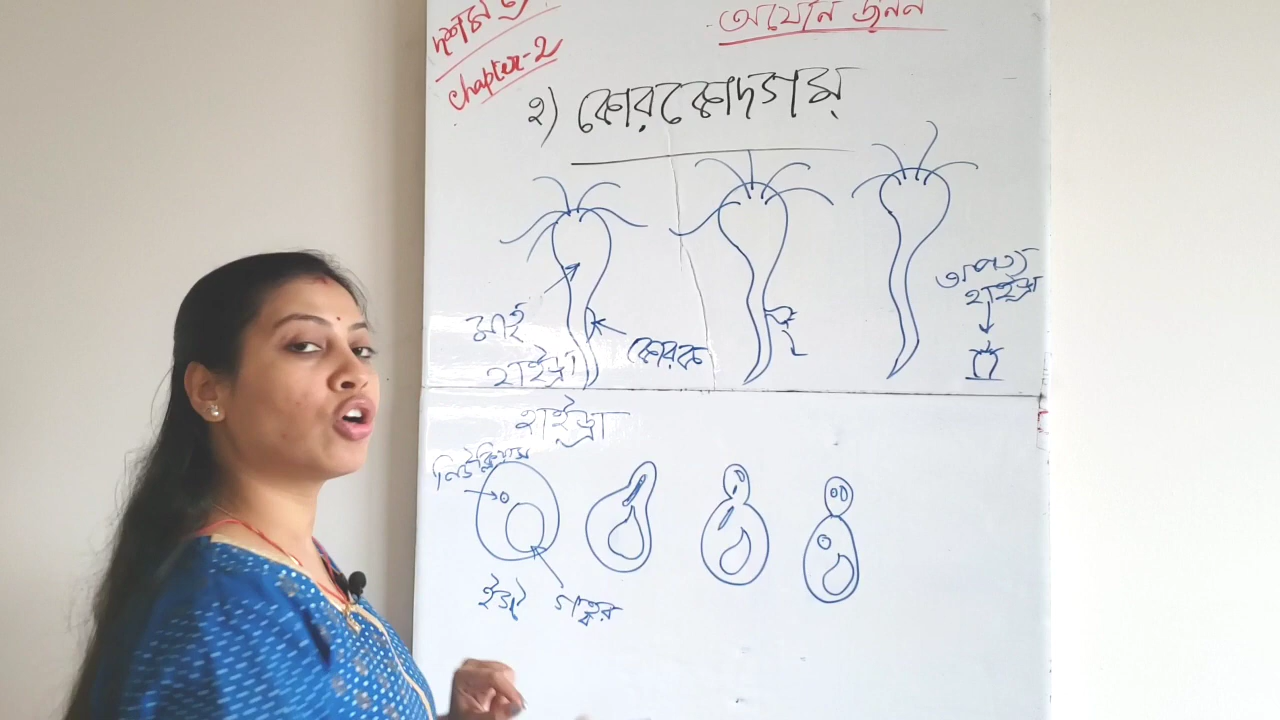 দশম শ্রে
chapter-2
অযৌন জনন
২) কোরকোদগম্
মাতৃ
হাইড্রা
কোরক
অপত্য
হাইড্রা
হাইড্রা
নিউক্লিয়াস
ইস্ট
গহ্বর